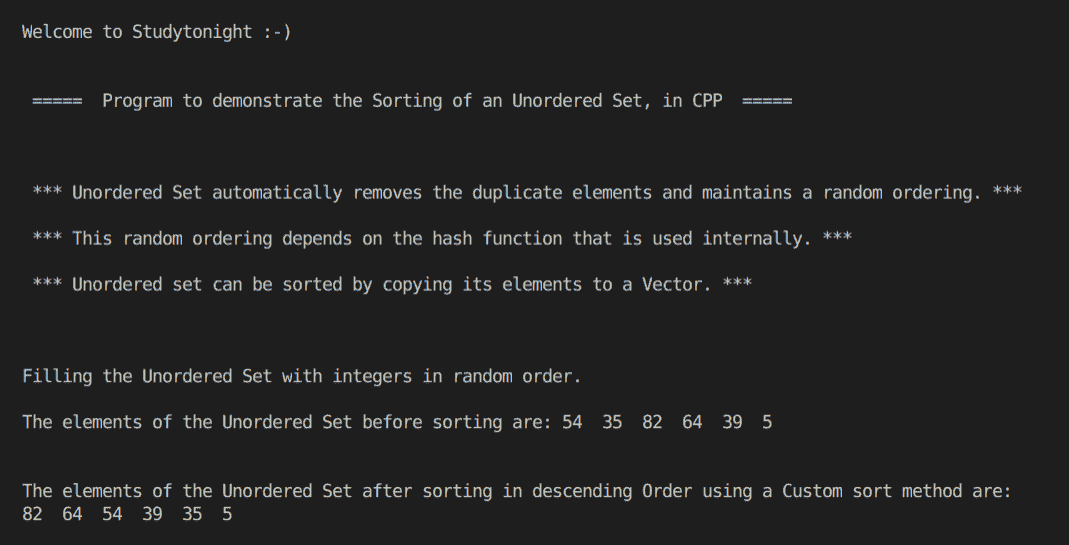 Welcome to Studytonight :-)
===== Program to demonstrate the Sorting of an Unordered Set, in CPP =====
*** Unordered Set automatically removes the duplicate elements and maintains a random ordering. ***
*** This random ordering depends on the hash function that is used internally. ***
*** Unordered set can be sorted by copying its elements to a Vector. ***
Filling the Unordered Set with integers in random order.
The elements of the Unordered Set before sorting are: 54 35 82 64 39 5
The elements of the Unordered Set after sorting in descending Order using a Custom sort method are:
82 64 54 39 35 5